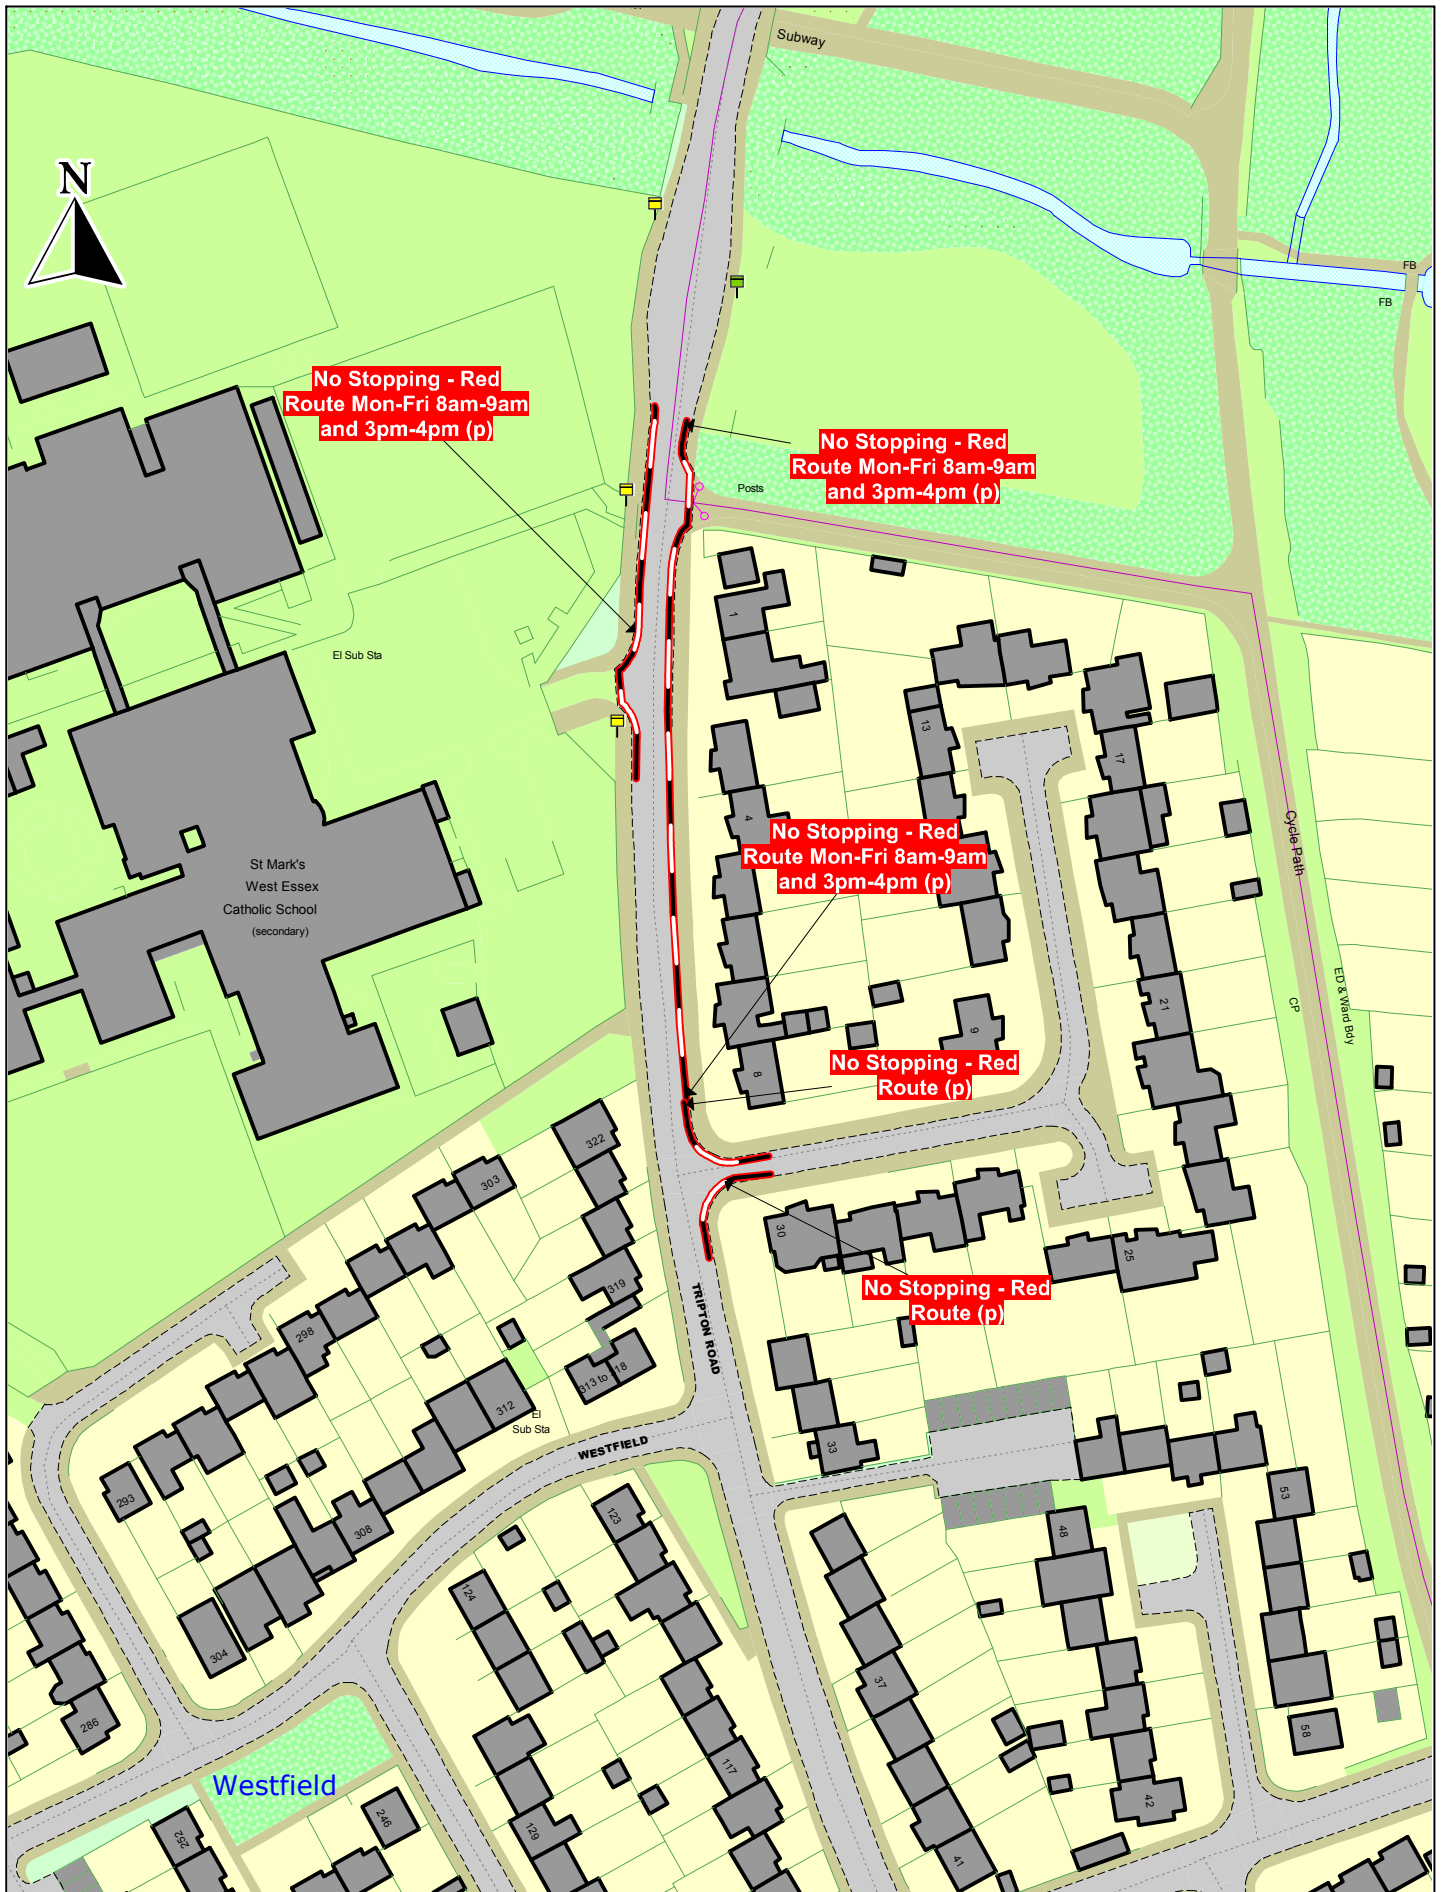 Subway
N
FB
FB
No Stopping - Red
Route Mon-Fri 8am-9am
and 3pm-4pm (p)
No Stopping - Red
Route Mon-Fri 8am-9am
and 3pm-4pm (p)
Posts
1
El Sub Sta
13
17
4
No Stopping - Red
Route Mon-Fri 8am-9am
and 3pm-4pm (p)
Cycle Path
St Mark's
West Essex
Catholic School
(secondary)
21
CP
ED & Ward Bdy
9
8
No Stopping - Red
Route (p)
322
303
30
25
319
No Stopping - Red
Route (p)
TRIPTON ROAD
298
313 to 18
312
El
Sub Sta
33
WESTFIELD
293
308
123
48
53
124
304
37
286
58
117
Westfield
42
246
252
129
41